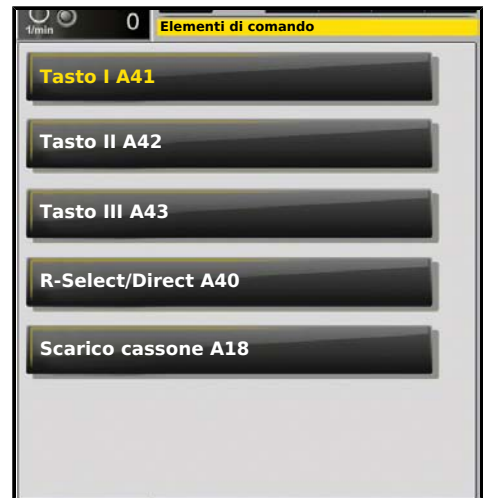 1/min 0 Elementi di comando
Tasto I A41
Tasto II A42
Tasto III A43
R-Select/Direct A40
Scarico cassone A18